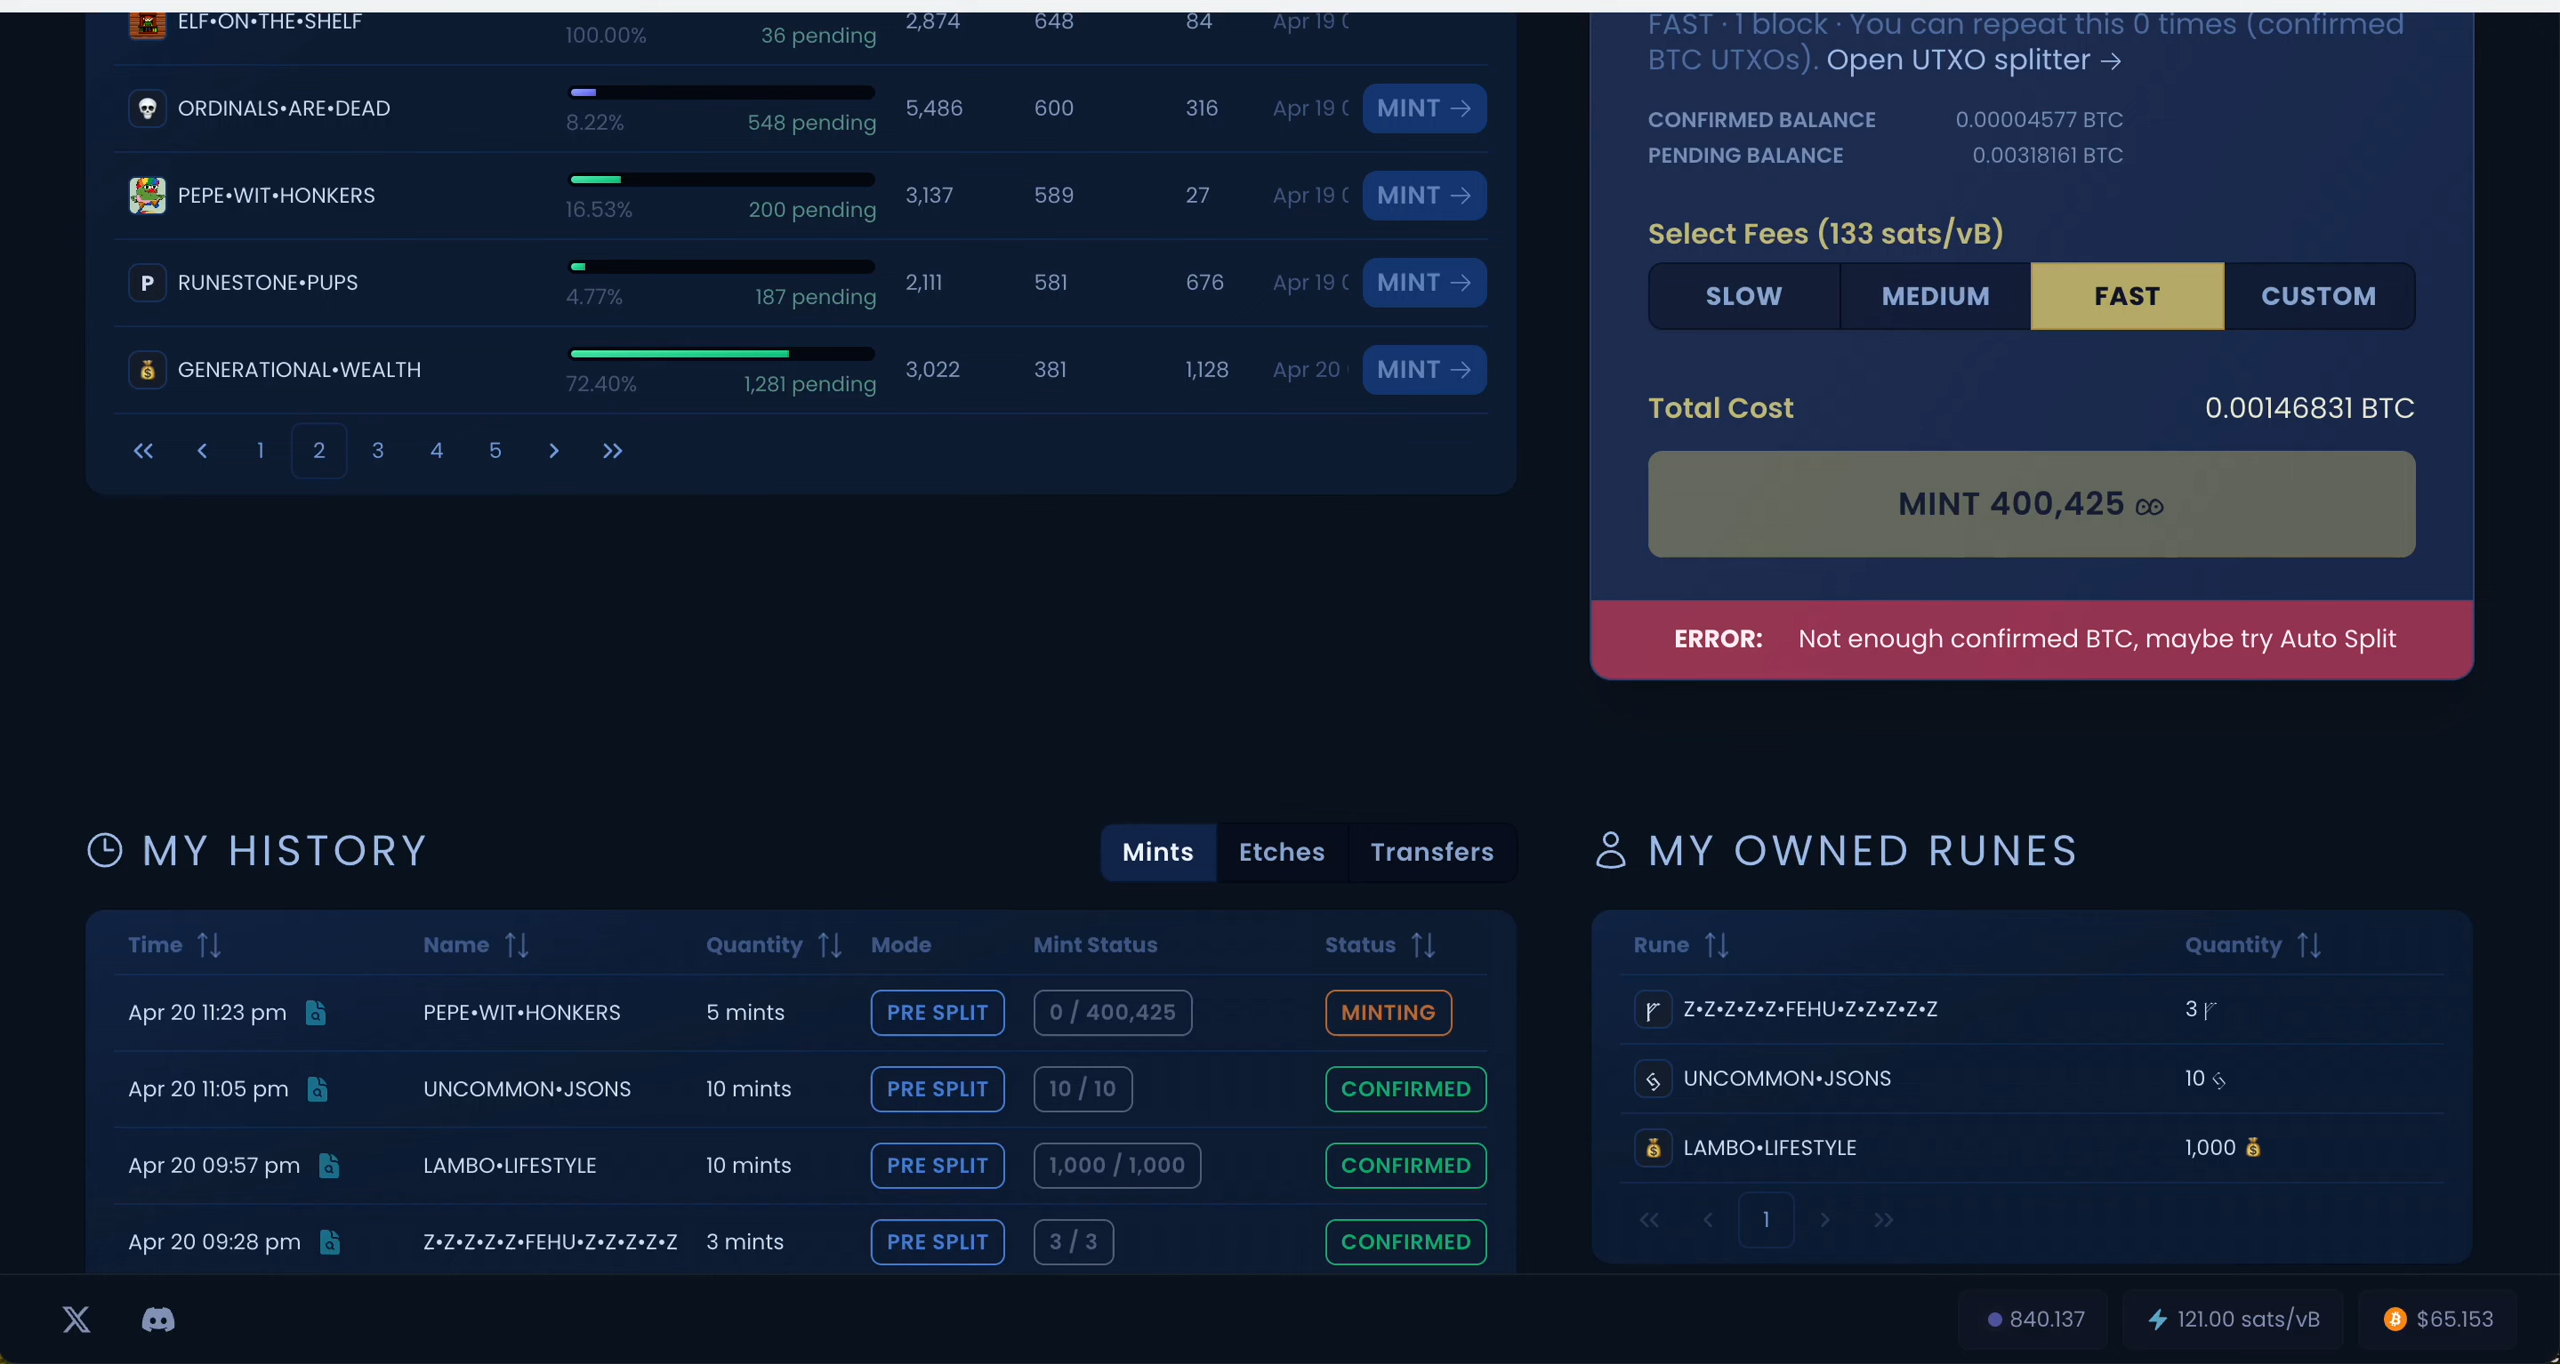 ELF•ON•THE•SHELF 100.00% 36 pending 2,874 648 84 Apr 19
ORDINALS•ARE•DEAD 8.22% 548 pending 5,486 600 316 Apr 19 MINT →
PEPE•WIT•HONKERS 16.53% 200 pending 3,137 589 27 Apr 19 MINT →
P RUNESTONE•PUPS 4.77% 187 pending 2,111 581 676 Apr 19 MINT →
GENERATIONAL•WEALTH 72.40% 1,281 pending 3,022 381 1,128 Apr 20 MINT →
« ‹ 1 2 3 4 5 › »
FAST · 1 block · You can repeat this 0 times (confirmed
BTC UTXOs). Open UTXO splitter →
CONFIRMED BALANCE 0.00004577 BTC
PENDING BALANCE 0.00318161 BTC
Select Fees (133 sats/vB)
SLOW MEDIUM FAST CUSTOM
Total Cost 0.00146831 BTC
MINT 400,425
ERROR: Not enough confirmed BTC, maybe try Auto Split
MY HISTORY
Mints Etches Transfers
Time Name Quantity Mode Mint Status Status
Apr 20 11:23 pm PEPE•WIT•HONKERS 5 mints PRE SPLIT 0 / 400,425 MINTING
Apr 20 11:05 pm UNCOMMON•JSONS 10 mints PRE SPLIT 10 / 10 CONFIRMED
Apr 20 09:57 pm LAMBO•LIFESTYLE 10 mints PRE SPLIT 1,000 / 1,000 CONFIRMED
Apr 20 09:28 pm Z•Z•Z•Z•Z•FEHU•Z•Z•Z•Z•Z 3 mints PRE SPLIT 3 / 3 CONFIRMED
MY OWNED RUNES
Rune Quantity
Z•Z•Z•Z•Z•FEHU•Z•Z•Z•Z•Z 3 ᚠ
UNCOMMON•JSONS 10
LAMBO•LIFESTYLE 1,000 💰
« ‹ 1 › »
840.137 121.00 sats/vB $65.153